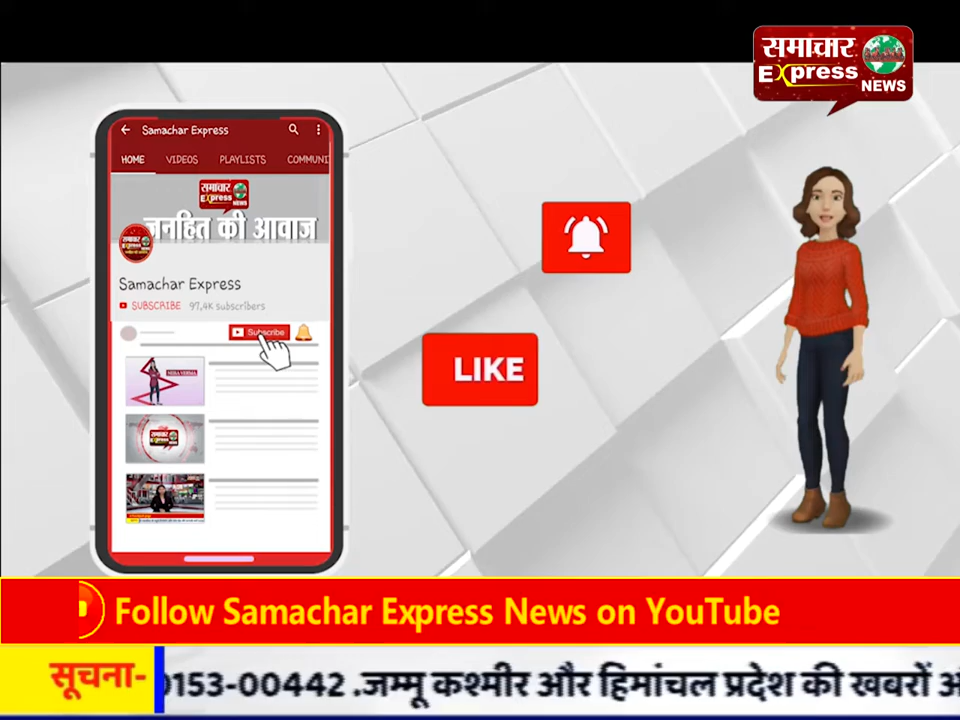 समाचार
Express
NEWS
Samachar Express
HOME VIDEOS PLAYLISTS COMMUNI
समाचार
Express
NEWS
जनहित की आवाज
Samachar Express
SUBSCRIBE 97.4K subscribers
Subscribe
LIKE
Follow Samachar Express News on YouTube
सूचना- 0153-00442 .जम्मू कश्मीर और हिमांचल प्रदेश की खबरों